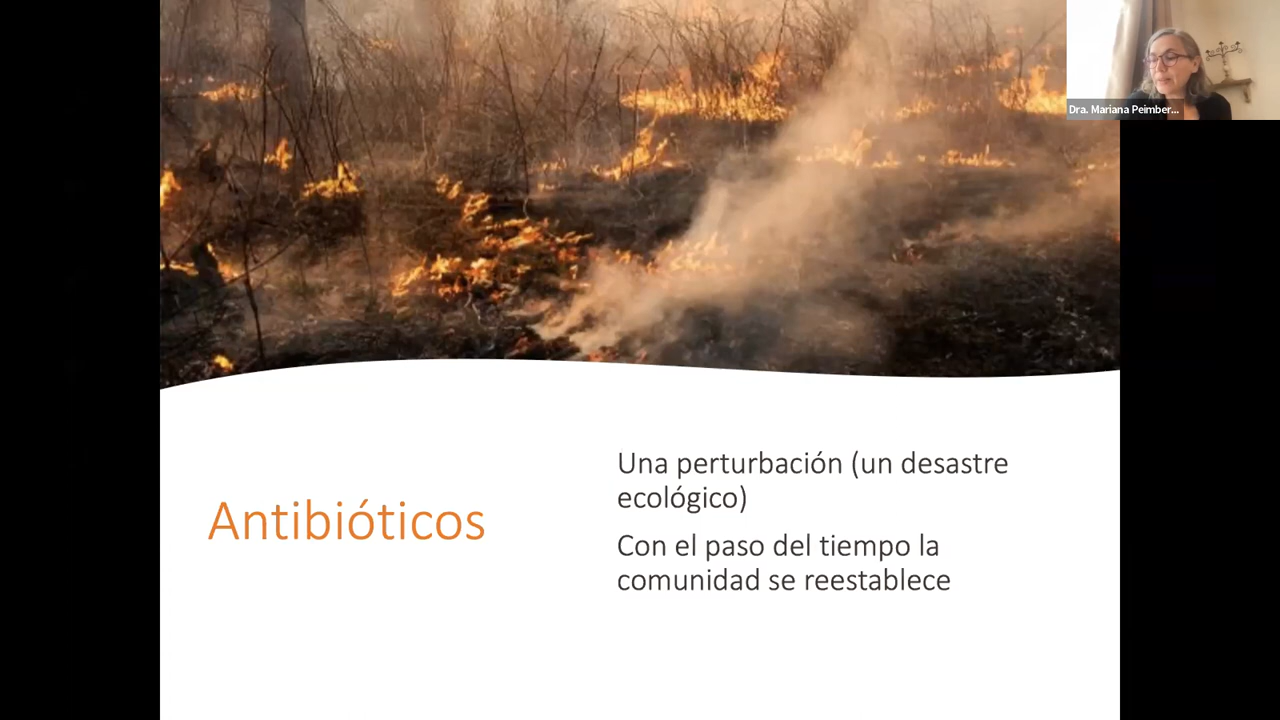 Dra. Mariana Peimber...
Antibióticos
Una perturbación (un desastre
ecológico)
Con el paso del tiempo la
comunidad se reestablece